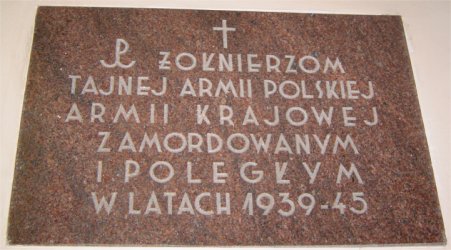 ŻOŁNIERZOM
TAJNEJ ARMII POLSKIEJ
ARMII KRAJOWEJ
ZAMORDOWANYM
I POLEGŁYM
W LATACH 1939-45